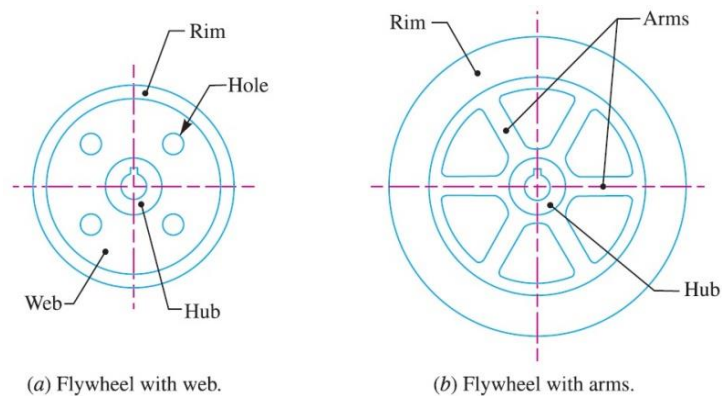 Rim
Hole
Web
Hub
(a) Flywheel with web.
Rim
Arms
Hub
(b) Flywheel with arms.